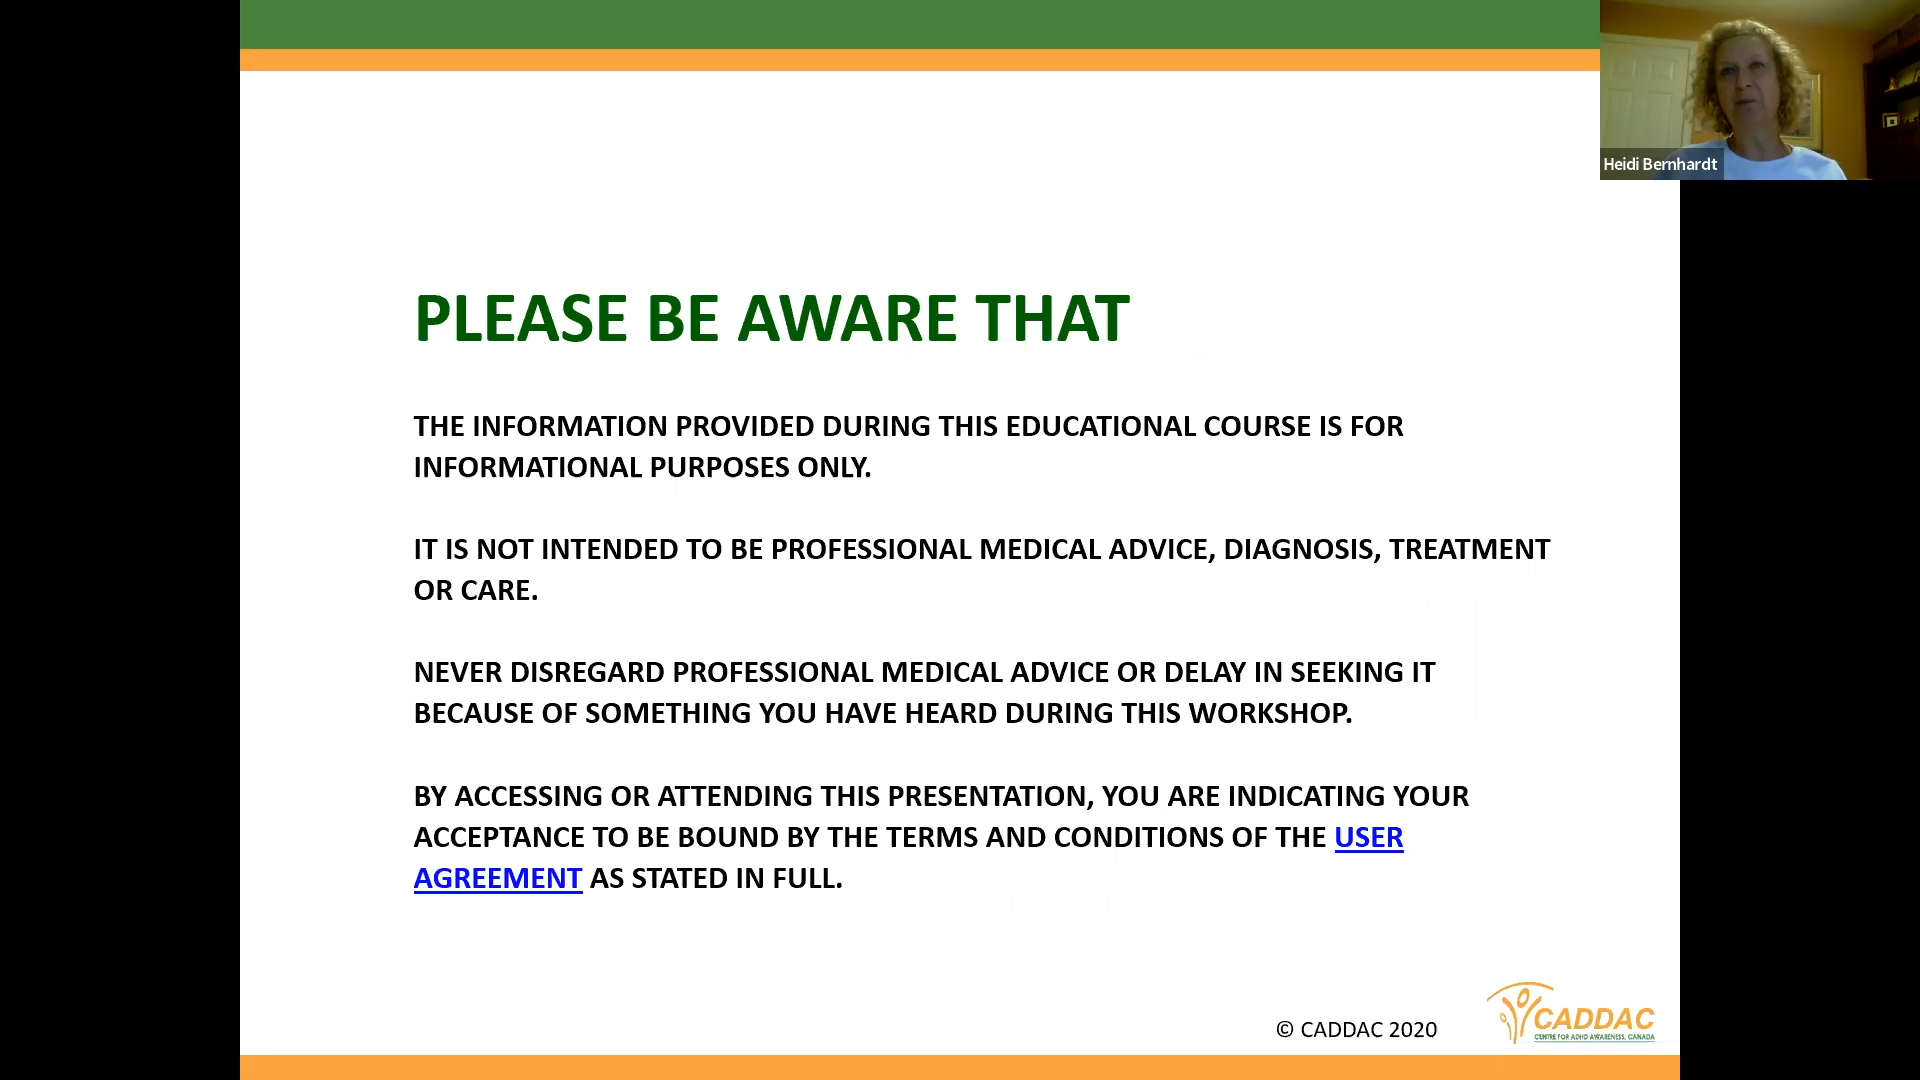 Heidi Bernhardt
PLEASE BE AWARE THAT
THE INFORMATION PROVIDED DURING THIS EDUCATIONAL COURSE IS FOR
INFORMATIONAL PURPOSES ONLY.
IT IS NOT INTENDED TO BE PROFESSIONAL MEDICAL ADVICE, DIAGNOSIS, TREATMENT
OR CARE.
NEVER DISREGARD PROFESSIONAL MEDICAL ADVICE OR DELAY IN SEEKING IT
BECAUSE OF SOMETHING YOU HAVE HEARD DURING THIS WORKSHOP.
BY ACCESSING OR ATTENDING THIS PRESENTATION, YOU ARE INDICATING YOUR
ACCEPTANCE TO BE BOUND BY THE TERMS AND CONDITIONS OF THE USER
AGREEMENT AS STATED IN FULL.
© CADDAC 2020
CADDAC
CENTRE FOR ADHD AWARENESS, CANADA